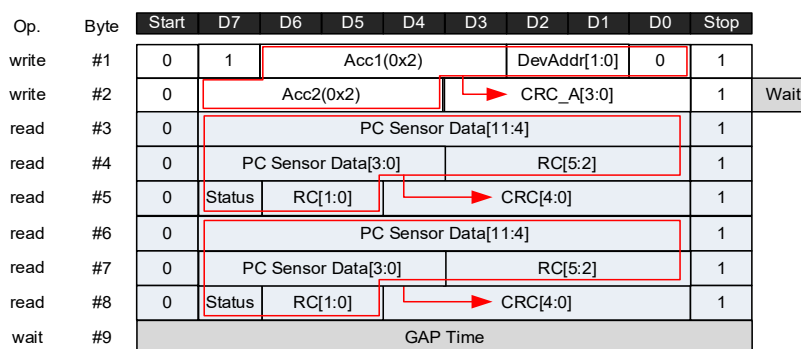 Op. Byte Start D7 D6 D5 D4 D3 D2 D1 D0 Stop
write #1 0 1 Acc1(0x2) DevAddr[1:0] 0 1
write #2 0 Acc2(0x2) CRC_A[3:0] 1 Wait
read #3 0 PC Sensor Data[11:4] 1
read #4 0 PC Sensor Data[3:0] RC[5:2] 1
read #5 0 Status RC[1:0] CRC[4:0] 1
read #6 0 PC Sensor Data[11:4] 1
read #7 0 PC Sensor Data[3:0] RC[5:2] 1
read #8 0 Status RC[1:0] CRC[4:0] 1
wait #9 GAP Time